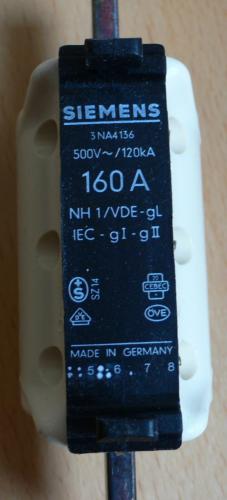 SIEMENS
3NA4136
500V~/120kA
160 A
NH 1/VDE-gL
IEC - gI - gII
S
SZ 14
CEBEC
ÖVE
MADE IN GERMANY
5 6 . 7 8